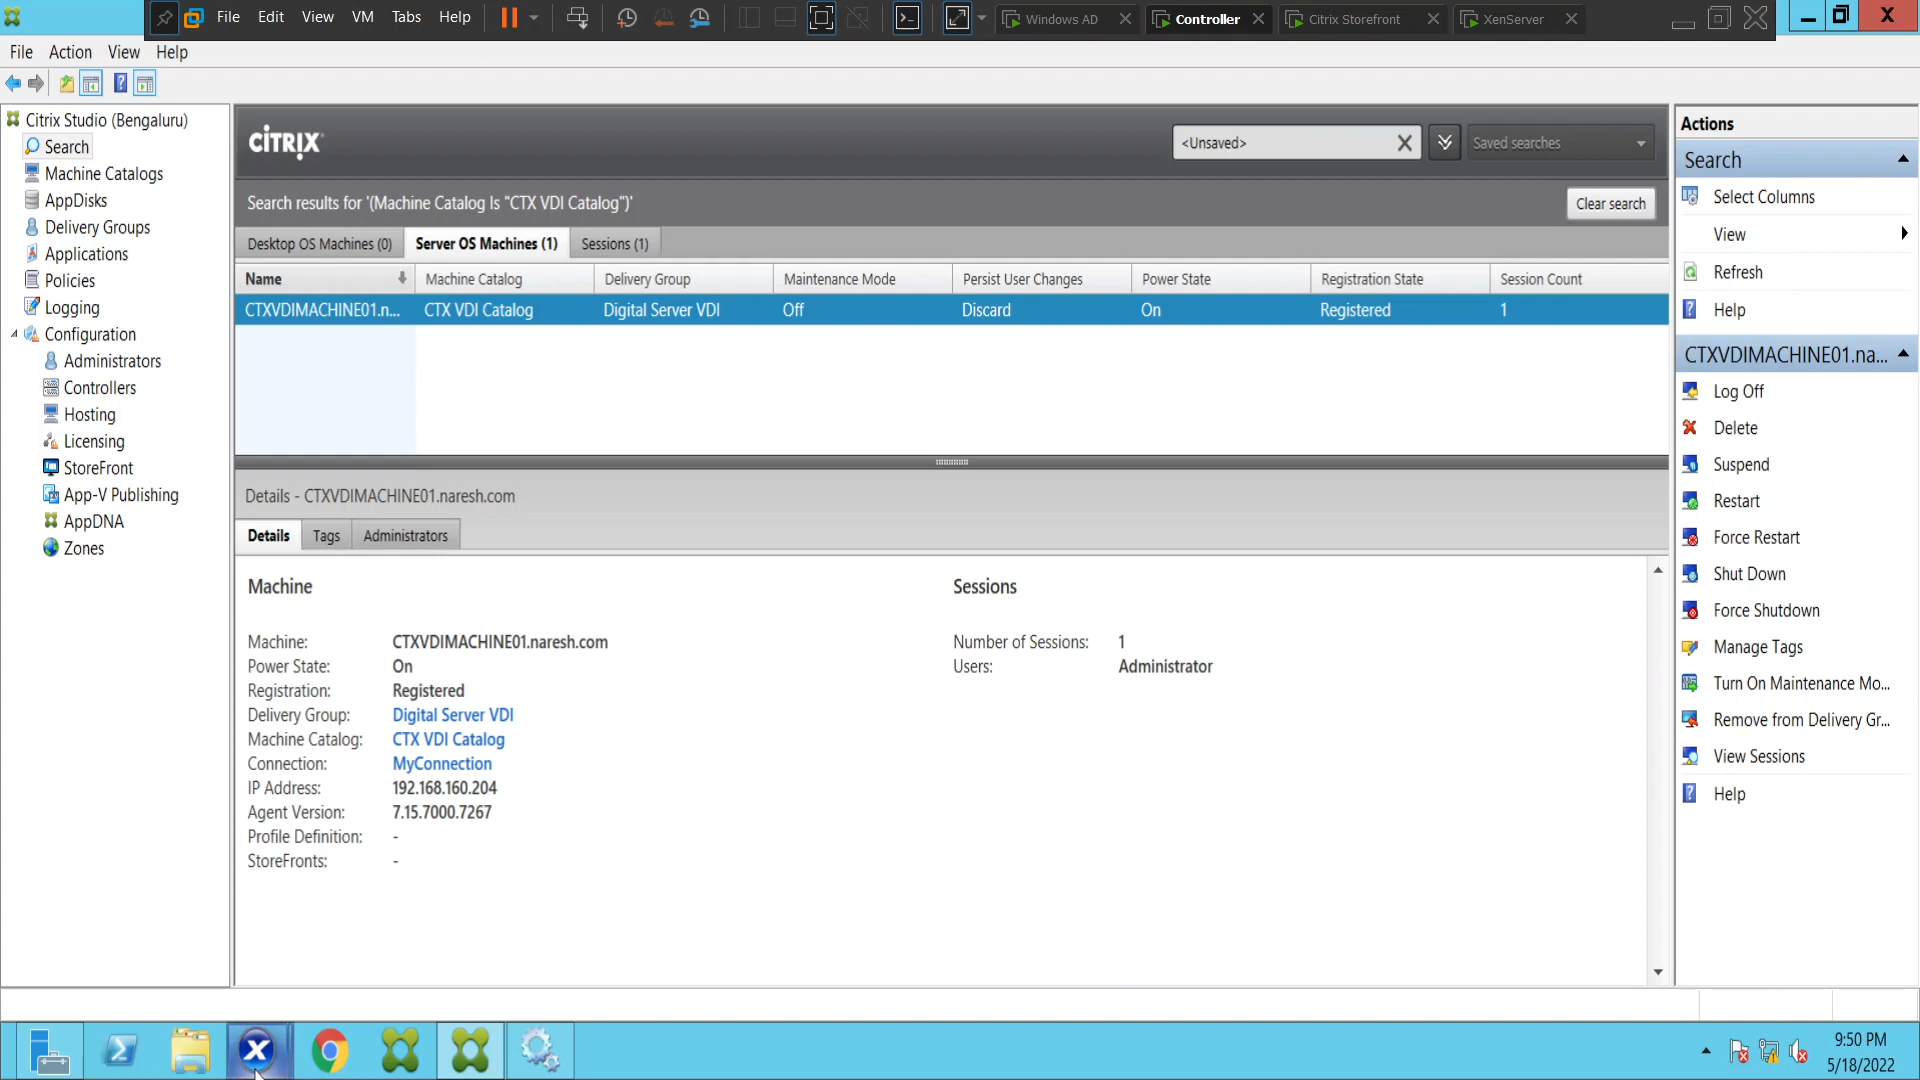 File Edit View VM Tabs Help
Windows AD
Controller
Citrix Storefront
XenServer
File Action View Help
Citrix Studio (Bengaluru)
Search
Machine Catalogs
AppDisks
Delivery Groups
Applications
Policies
Logging
Configuration
Administrators
Controllers
Hosting
Licensing
StoreFront
App-V Publishing
AppDNA
Zones
CITRIX
<Unsaved>
Saved searches
Search results for '(Machine Catalog Is "CTX VDI Catalog")'
Clear search
Desktop OS Machines (0) Server OS Machines (1) Sessions (1)
Name Machine Catalog Delivery Group Maintenance Mode Persist User Changes Power State Registration State Session Count
CTXVDIMACHINE01.n... CTX VDI Catalog Digital Server VDI Off Discard On Registered 1
Details - CTXVDIMACHINE01.naresh.com
Details Tags Administrators
Machine
Machine: CTXVDIMACHINE01.naresh.com
Power State: On
Registration: Registered
Delivery Group: Digital Server VDI
Machine Catalog: CTX VDI Catalog
Connection: MyConnection
IP Address: 192.168.160.204
Agent Version: 7.15.7000.7267
Profile Definition: -
StoreFronts: -
Sessions
Number of Sessions: 1
Users: Administrator
Actions
Search
Select Columns
View
Refresh
Help
CTXVDIMACHINE01.na...
Log Off
Delete
Suspend
Restart
Force Restart
Shut Down
Force Shutdown
Manage Tags
Turn On Maintenance Mo...
Remove from Delivery Gr...
View Sessions
Help
9:50 PM
5/18/2022